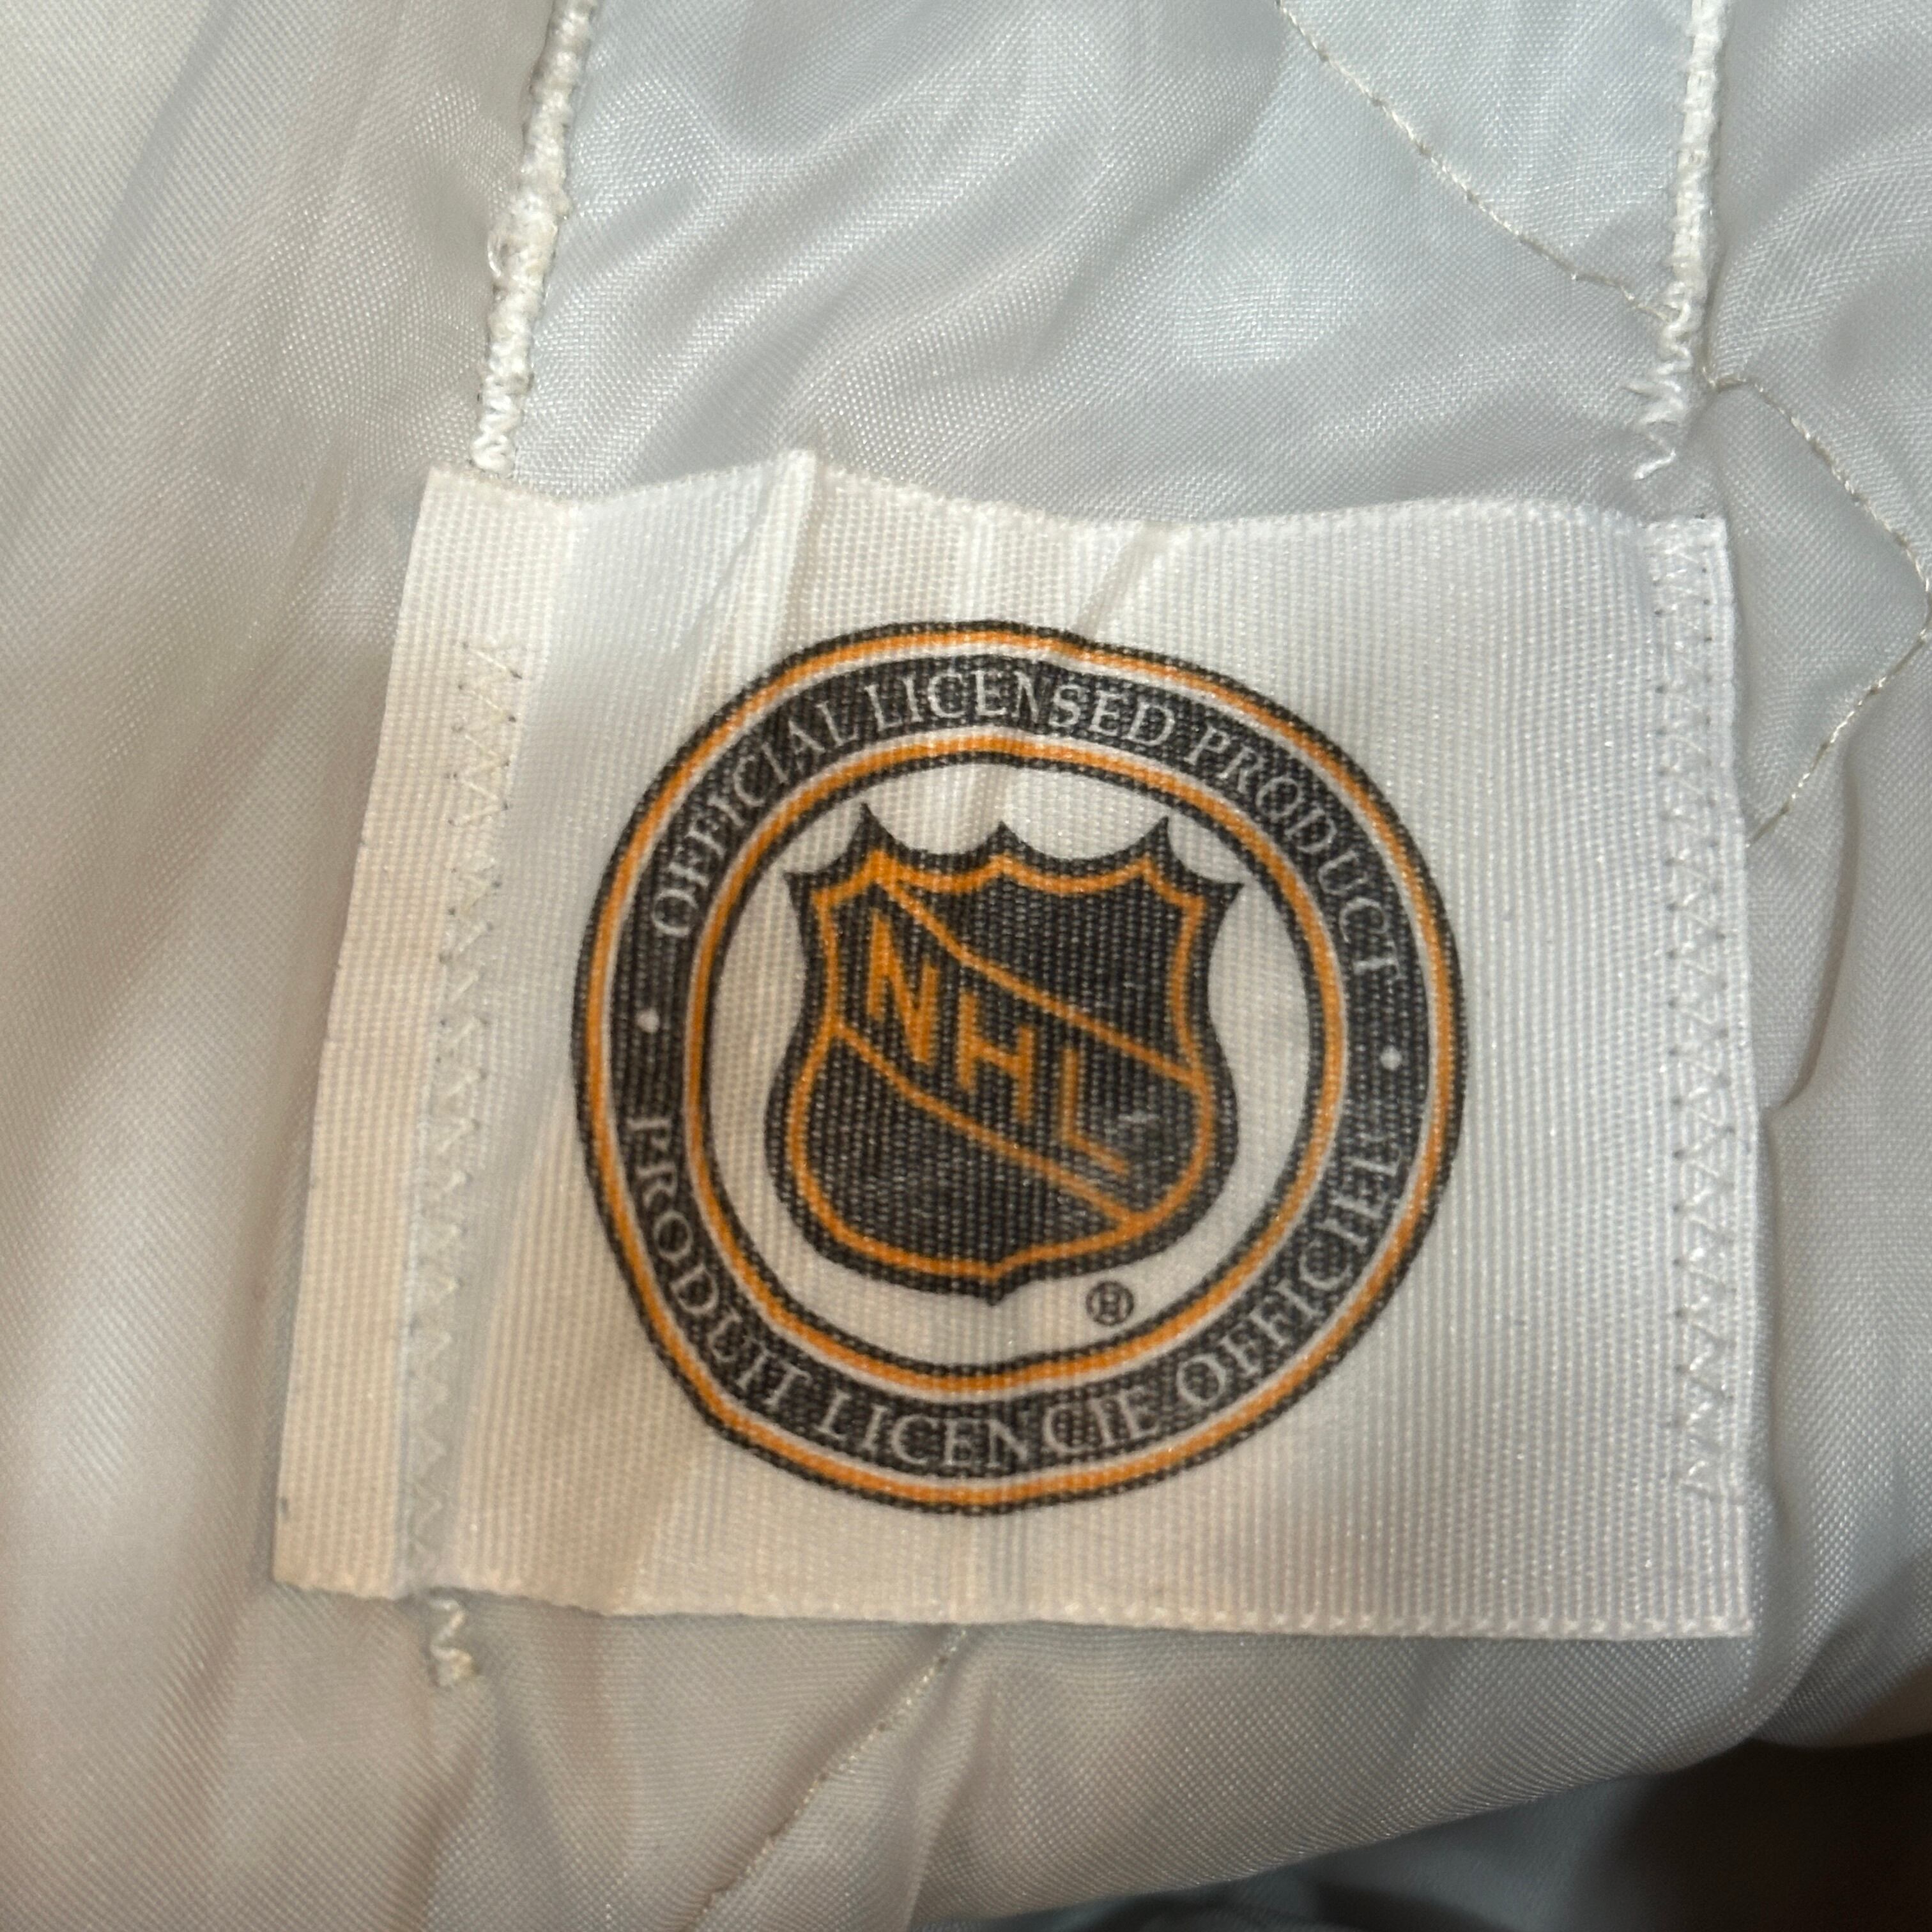 OFFICIAL LICENSED PRODUCT
NHL
®
PRODUIT LICENCIE OFFICIEL